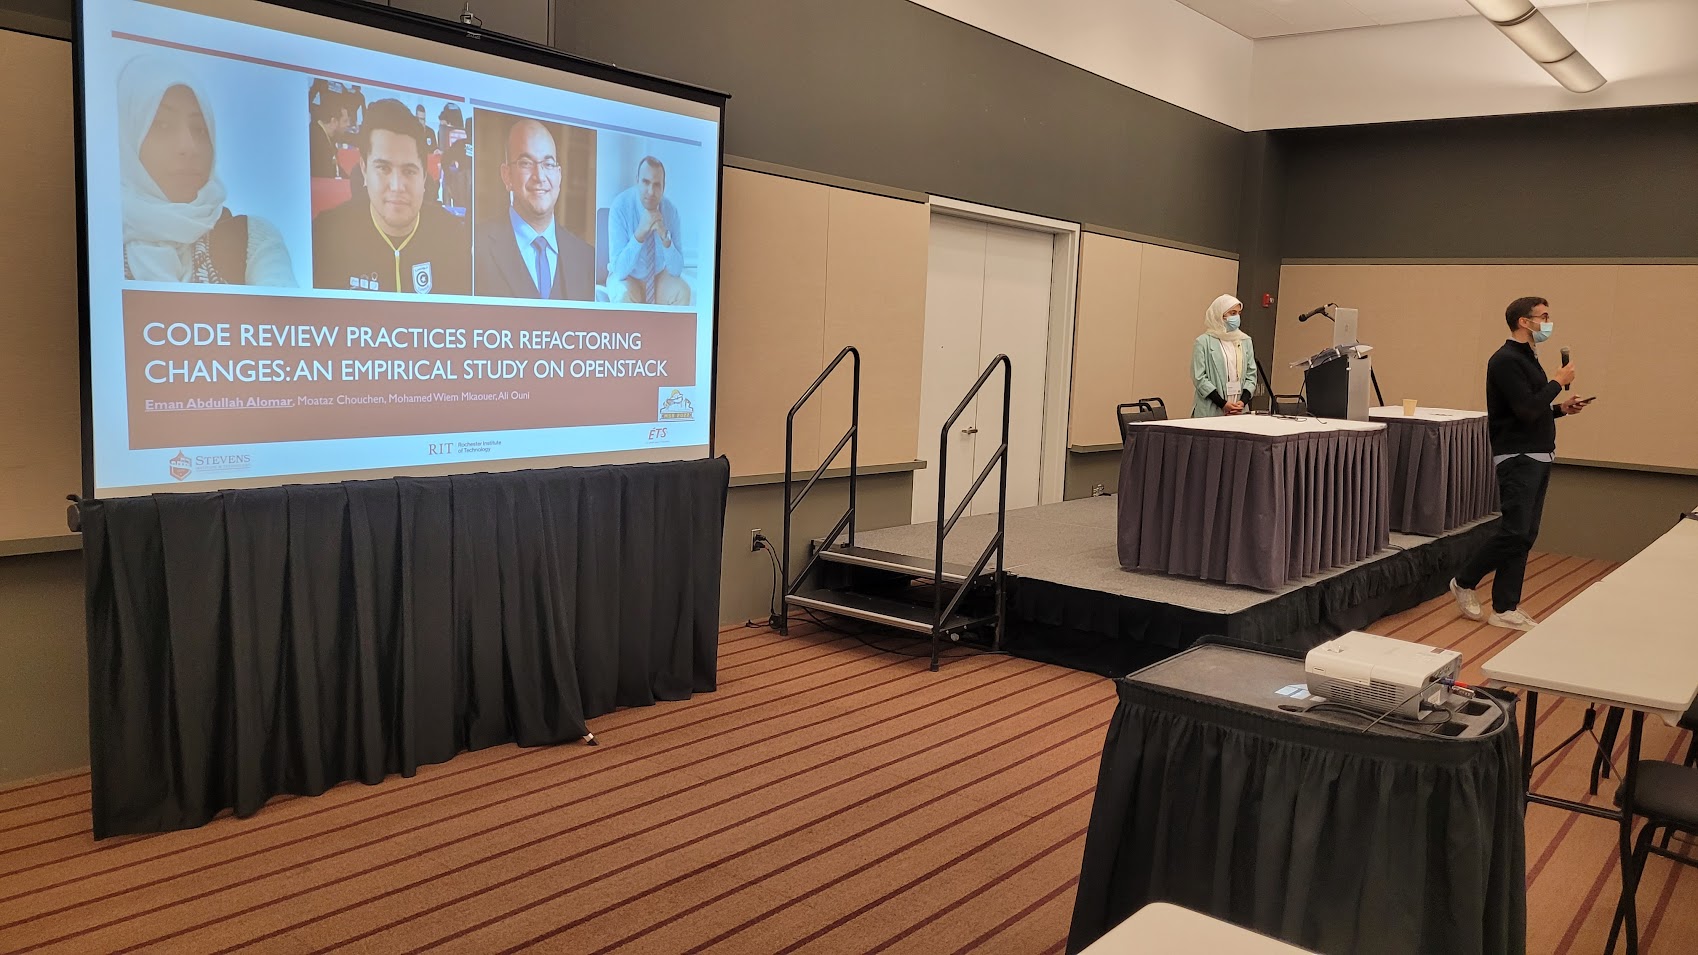 CODE REVIEW PRACTICES FOR REFACTORING
CHANGES: AN EMPIRICAL STUDY ON OPENSTACK
Eman Abdullah Alomar, Moataz Chouchen, Mohamed Wiem Mkaouer, Ali Ouni
STEVENS
RIT Rochester Institute
of Technology
ÉTS